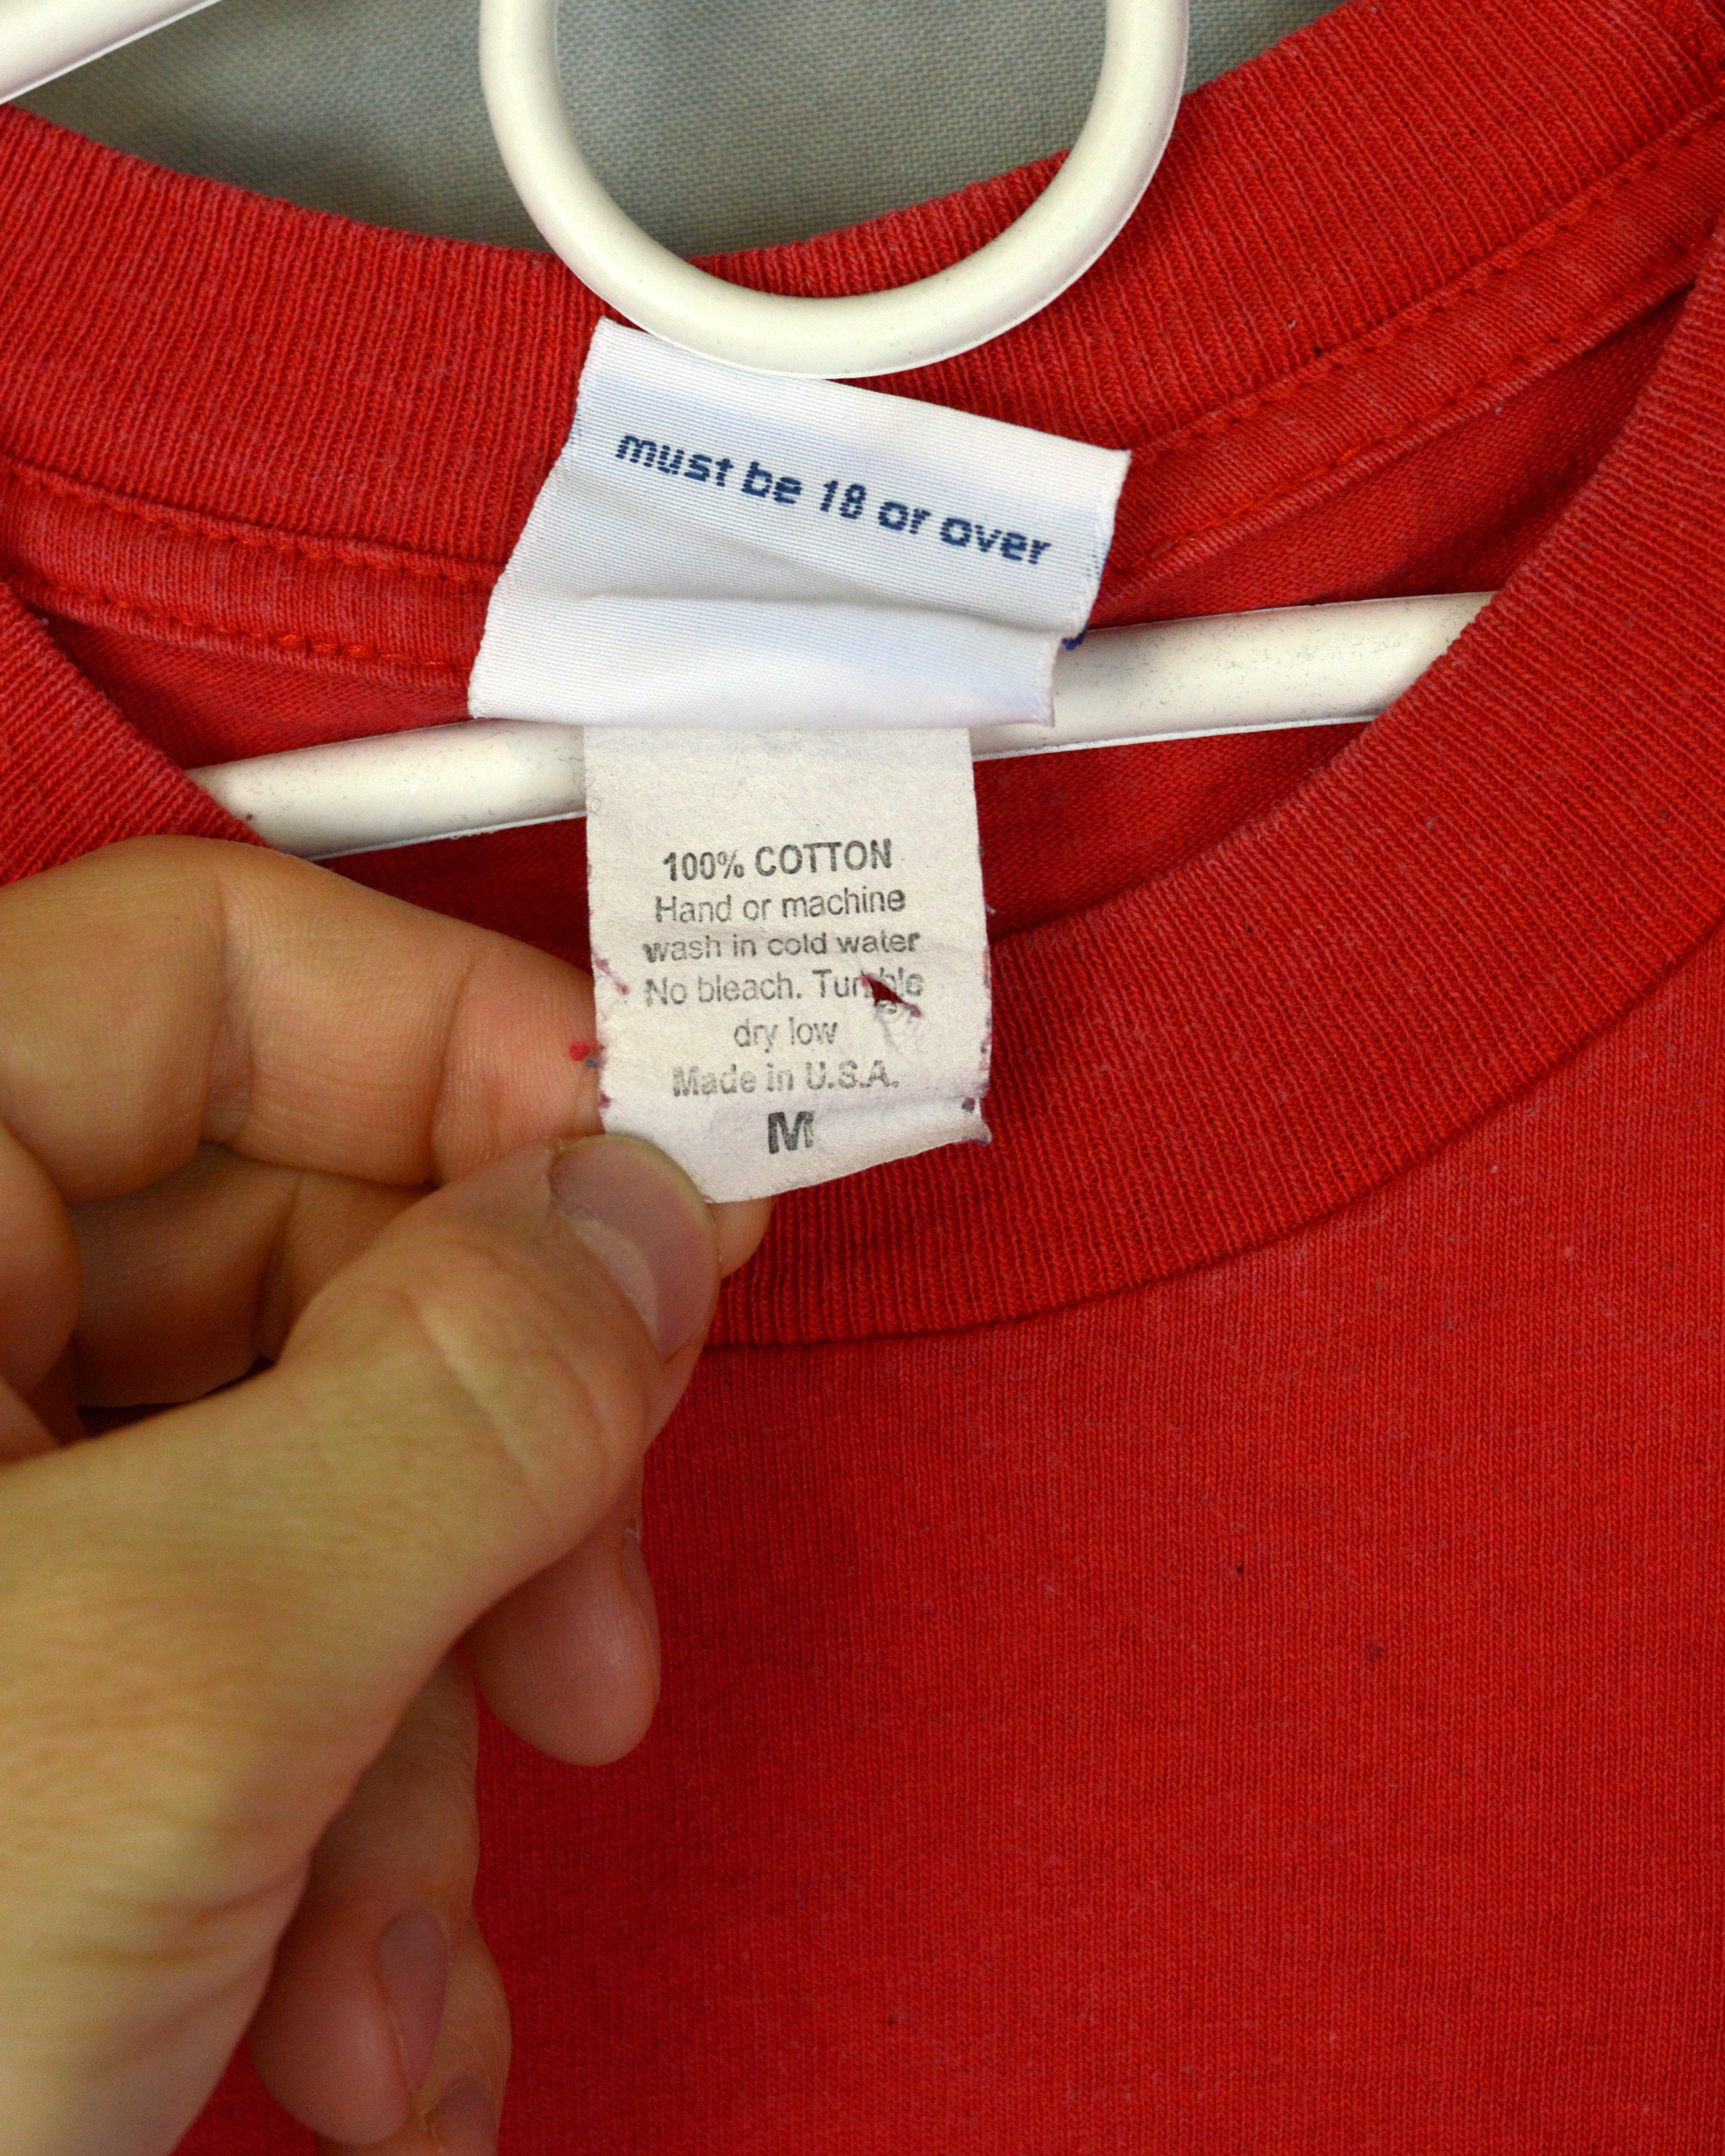 must be 18 or over
100% COTTON
Hand or machine
wash in cold water
No bleach. Tumble
dry low
Made in U.S.A.
M